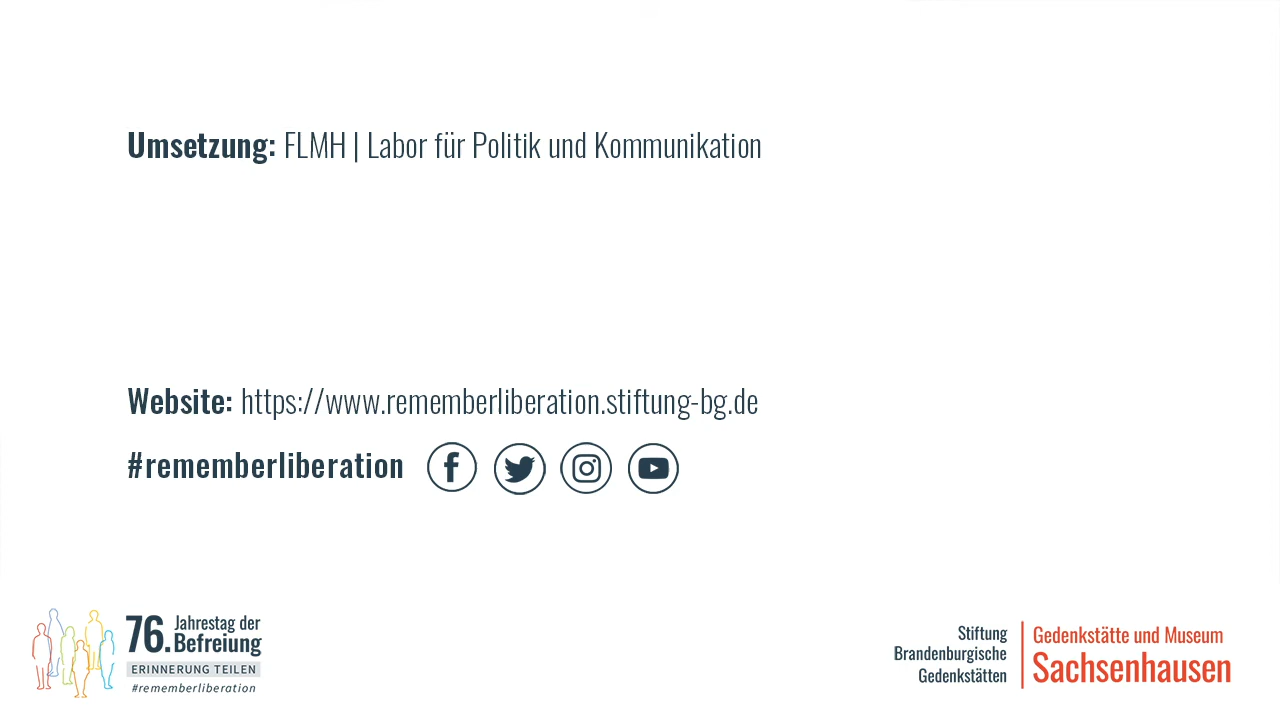 Umsetzung: FLMH | Labor für Politik und Kommunikation
Website: https://www.rememberliberation.stiftung-bg.de
#rememberliberation
76. Jahrestag der
Befreiung
ERINNERUNG TEILEN
#rememberliberation
Stiftung
Brandenburgische
Gedenkstätten
Gedenkstätte und Museum
Sachsenhausen